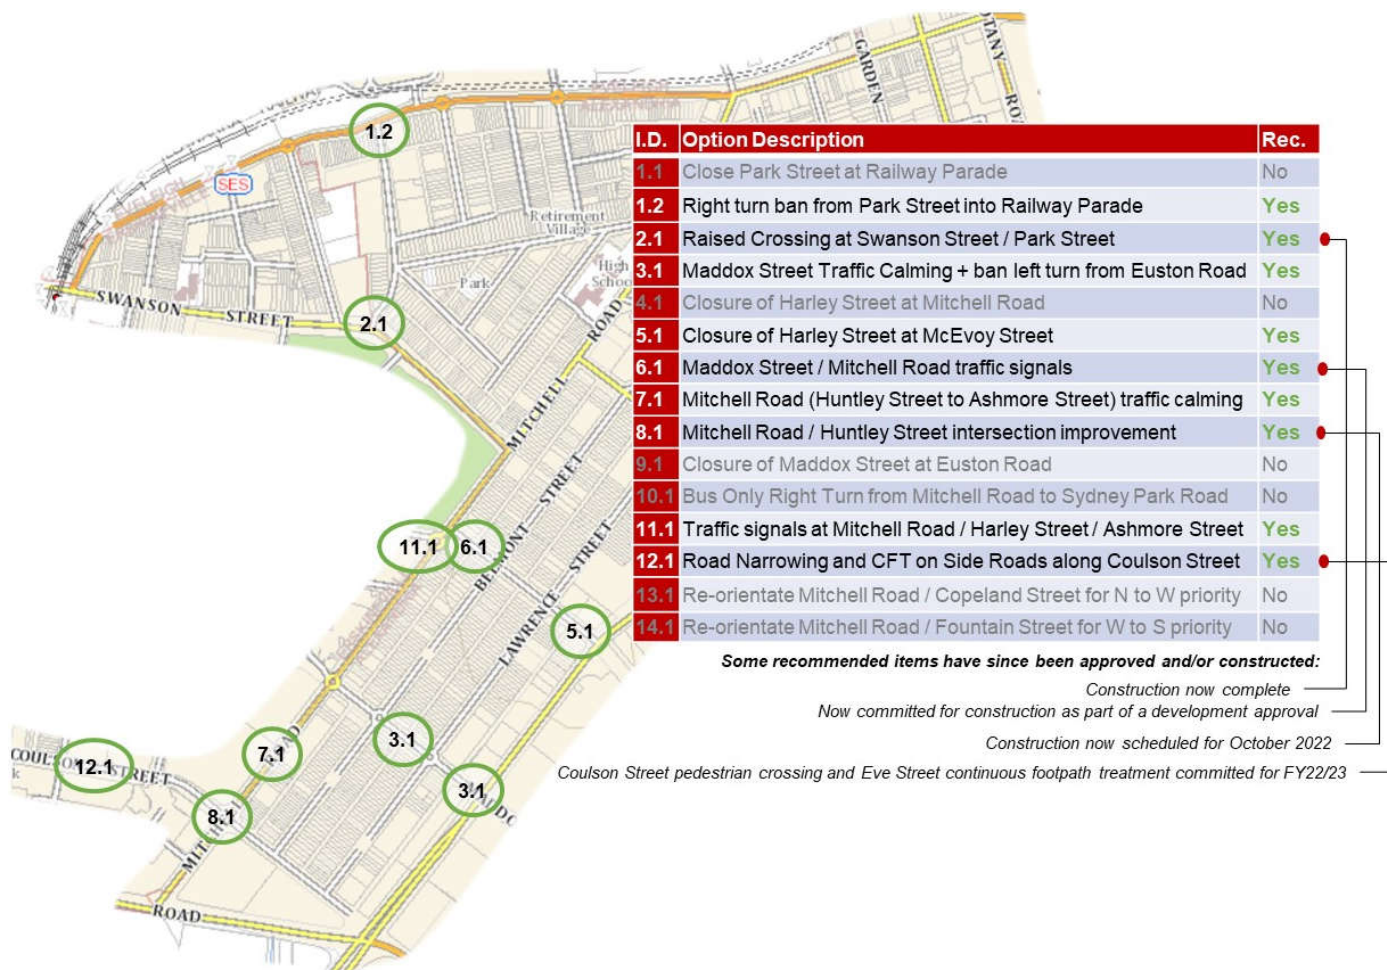 GARDEN
OTANY
ROA
1.2
SES
Retirement
Village
Park
High
Schoo
SWANSON STREET
2.1
MITCHELL ROAD
BELMONT STREET
LAWRENCE STREET
11.1
6.1
5.1
3.1
3.1
7.1
COULSON STREET
12.1
8.1
ROAD
I.D. Option Description Rec.
1.1 Close Park Street at Railway Parade No
1.2 Right turn ban from Park Street into Railway Parade Yes
2.1 Raised Crossing at Swanson Street / Park Street Yes
3.1 Maddox Street Traffic Calming + ban left turn from Euston Road Yes
4.1 Closure of Harley Street at Mitchell Road No
5.1 Closure of Harley Street at McEvoy Street Yes
6.1 Maddox Street / Mitchell Road traffic signals Yes
7.1 Mitchell Road (Huntley Street to Ashmore Street) traffic calming Yes
8.1 Mitchell Road / Huntley Street intersection improvement Yes
9.1 Closure of Maddox Street at Euston Road No
10.1 Bus Only Right Turn from Mitchell Road to Sydney Park Road No
11.1 Traffic signals at Mitchell Road / Harley Street / Ashmore Street Yes
12.1 Road Narrowing and CFT on Side Roads along Coulson Street Yes
13.1 Re-orientate Mitchell Road / Copeland Street for N to W priority No
14.1 Re-orientate Mitchell Road / Fountain Street for W to S priority No
Some recommended items have since been approved and/or constructed:
Construction now complete
Now committed for construction as part of a development approval
Construction now scheduled for October 2022
Coulson Street pedestrian crossing and Eve Street continuous footpath treatment committed for FY22/23